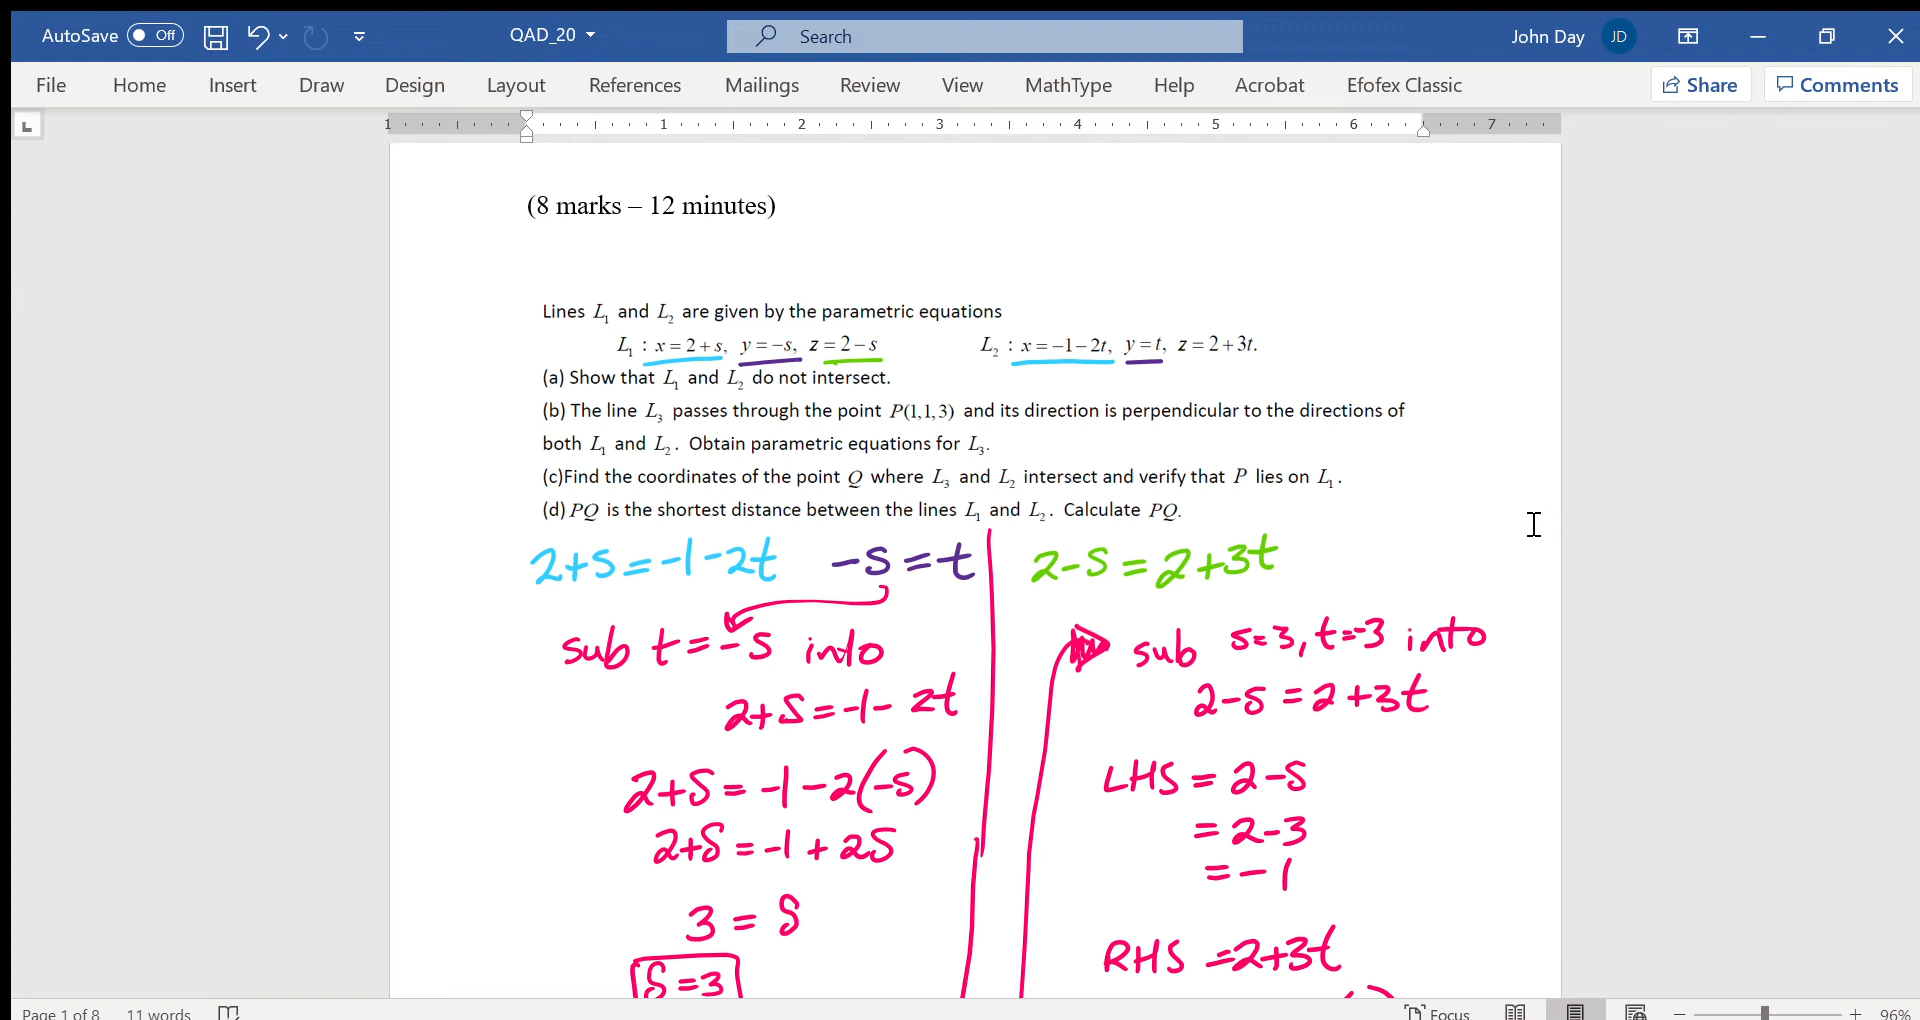 AutoSave Off QAD_20 Search John Day JD
File Home Insert Draw Design Layout References Mailings Review View MathType Help Acrobat Efofex Classic Share Comments
1 1 2 3 4 5 6 7
(8 marks – 12 minutes)
Lines L₁ and L₂ are given by the parametric equations
L₁ : x = 2 + s, y = −s, z = 2 − s L₂ : x = −1 − 2t, y = t, z = 2 + 3t.
(a) Show that L₁ and L₂ do not intersect.
(b) The line L₃ passes through the point P(1,1,3) and its direction is perpendicular to the directions of
both L₁ and L₂. Obtain parametric equations for L₃.
(c)Find the coordinates of the point Q where L₃ and L₂ intersect and verify that P lies on L₁.
(d) PQ is the shortest distance between the lines L₁ and L₂. Calculate PQ.
2+s=-1-2t -s=t
sub t=-s into
2+s=-1-2t
2+s=-1-2(-s)
2+s=-1+2s
3=s
s=3
2-s=2+3t
sub s=3, t=-3 into
2-s=2+3t
LHS=2-s
=2-3
=-1
RHS=2+3t
Page 1 of 8 11 words Focus 96%